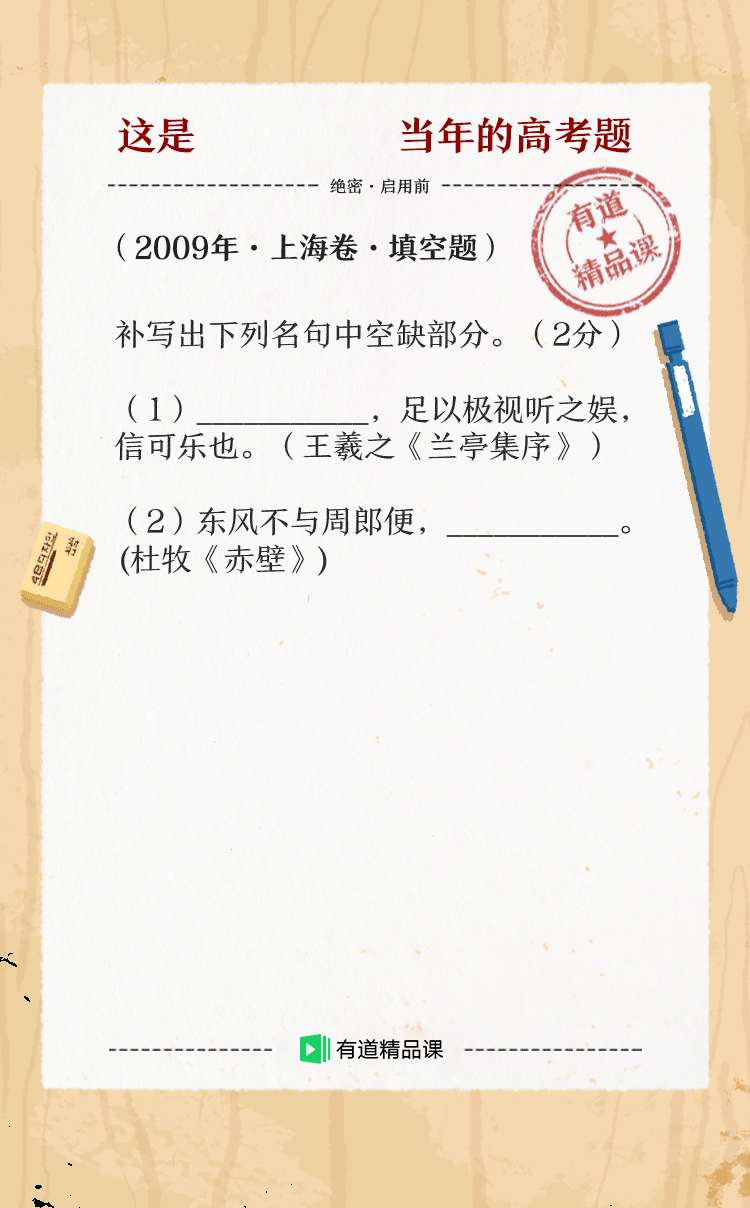 这是 当年的高考题
绝密·启用前
有道
精品课
（2009年·上海卷·填空题）
补写出下列名句中空缺部分。（2分）
（1）___________，足以极视听之娱，
信可乐也。（王羲之《兰亭集序》）
（2）东风不与周郎便，___________。
(杜牧《赤壁》)
有道精品课